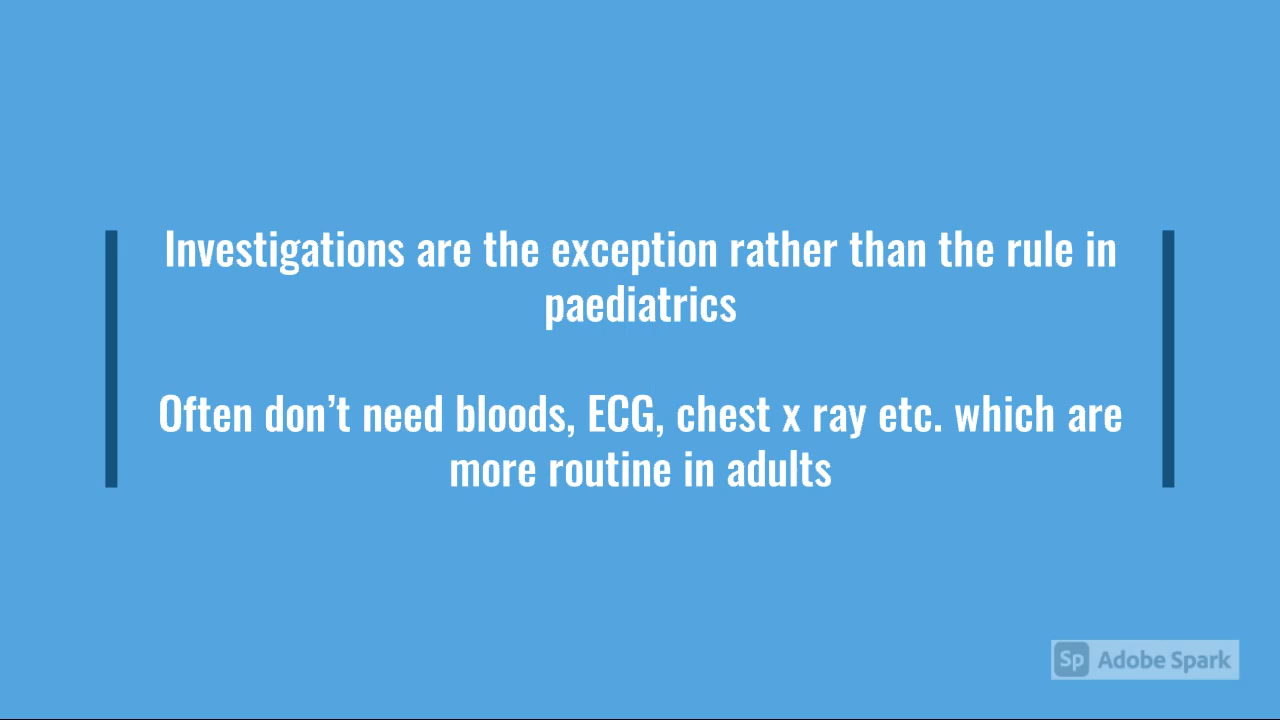 Investigations are the exception rather than the rule in
paediatrics
Often don’t need bloods, ECG, chest x ray etc. which are
more routine in adults
Sp Adobe Spark